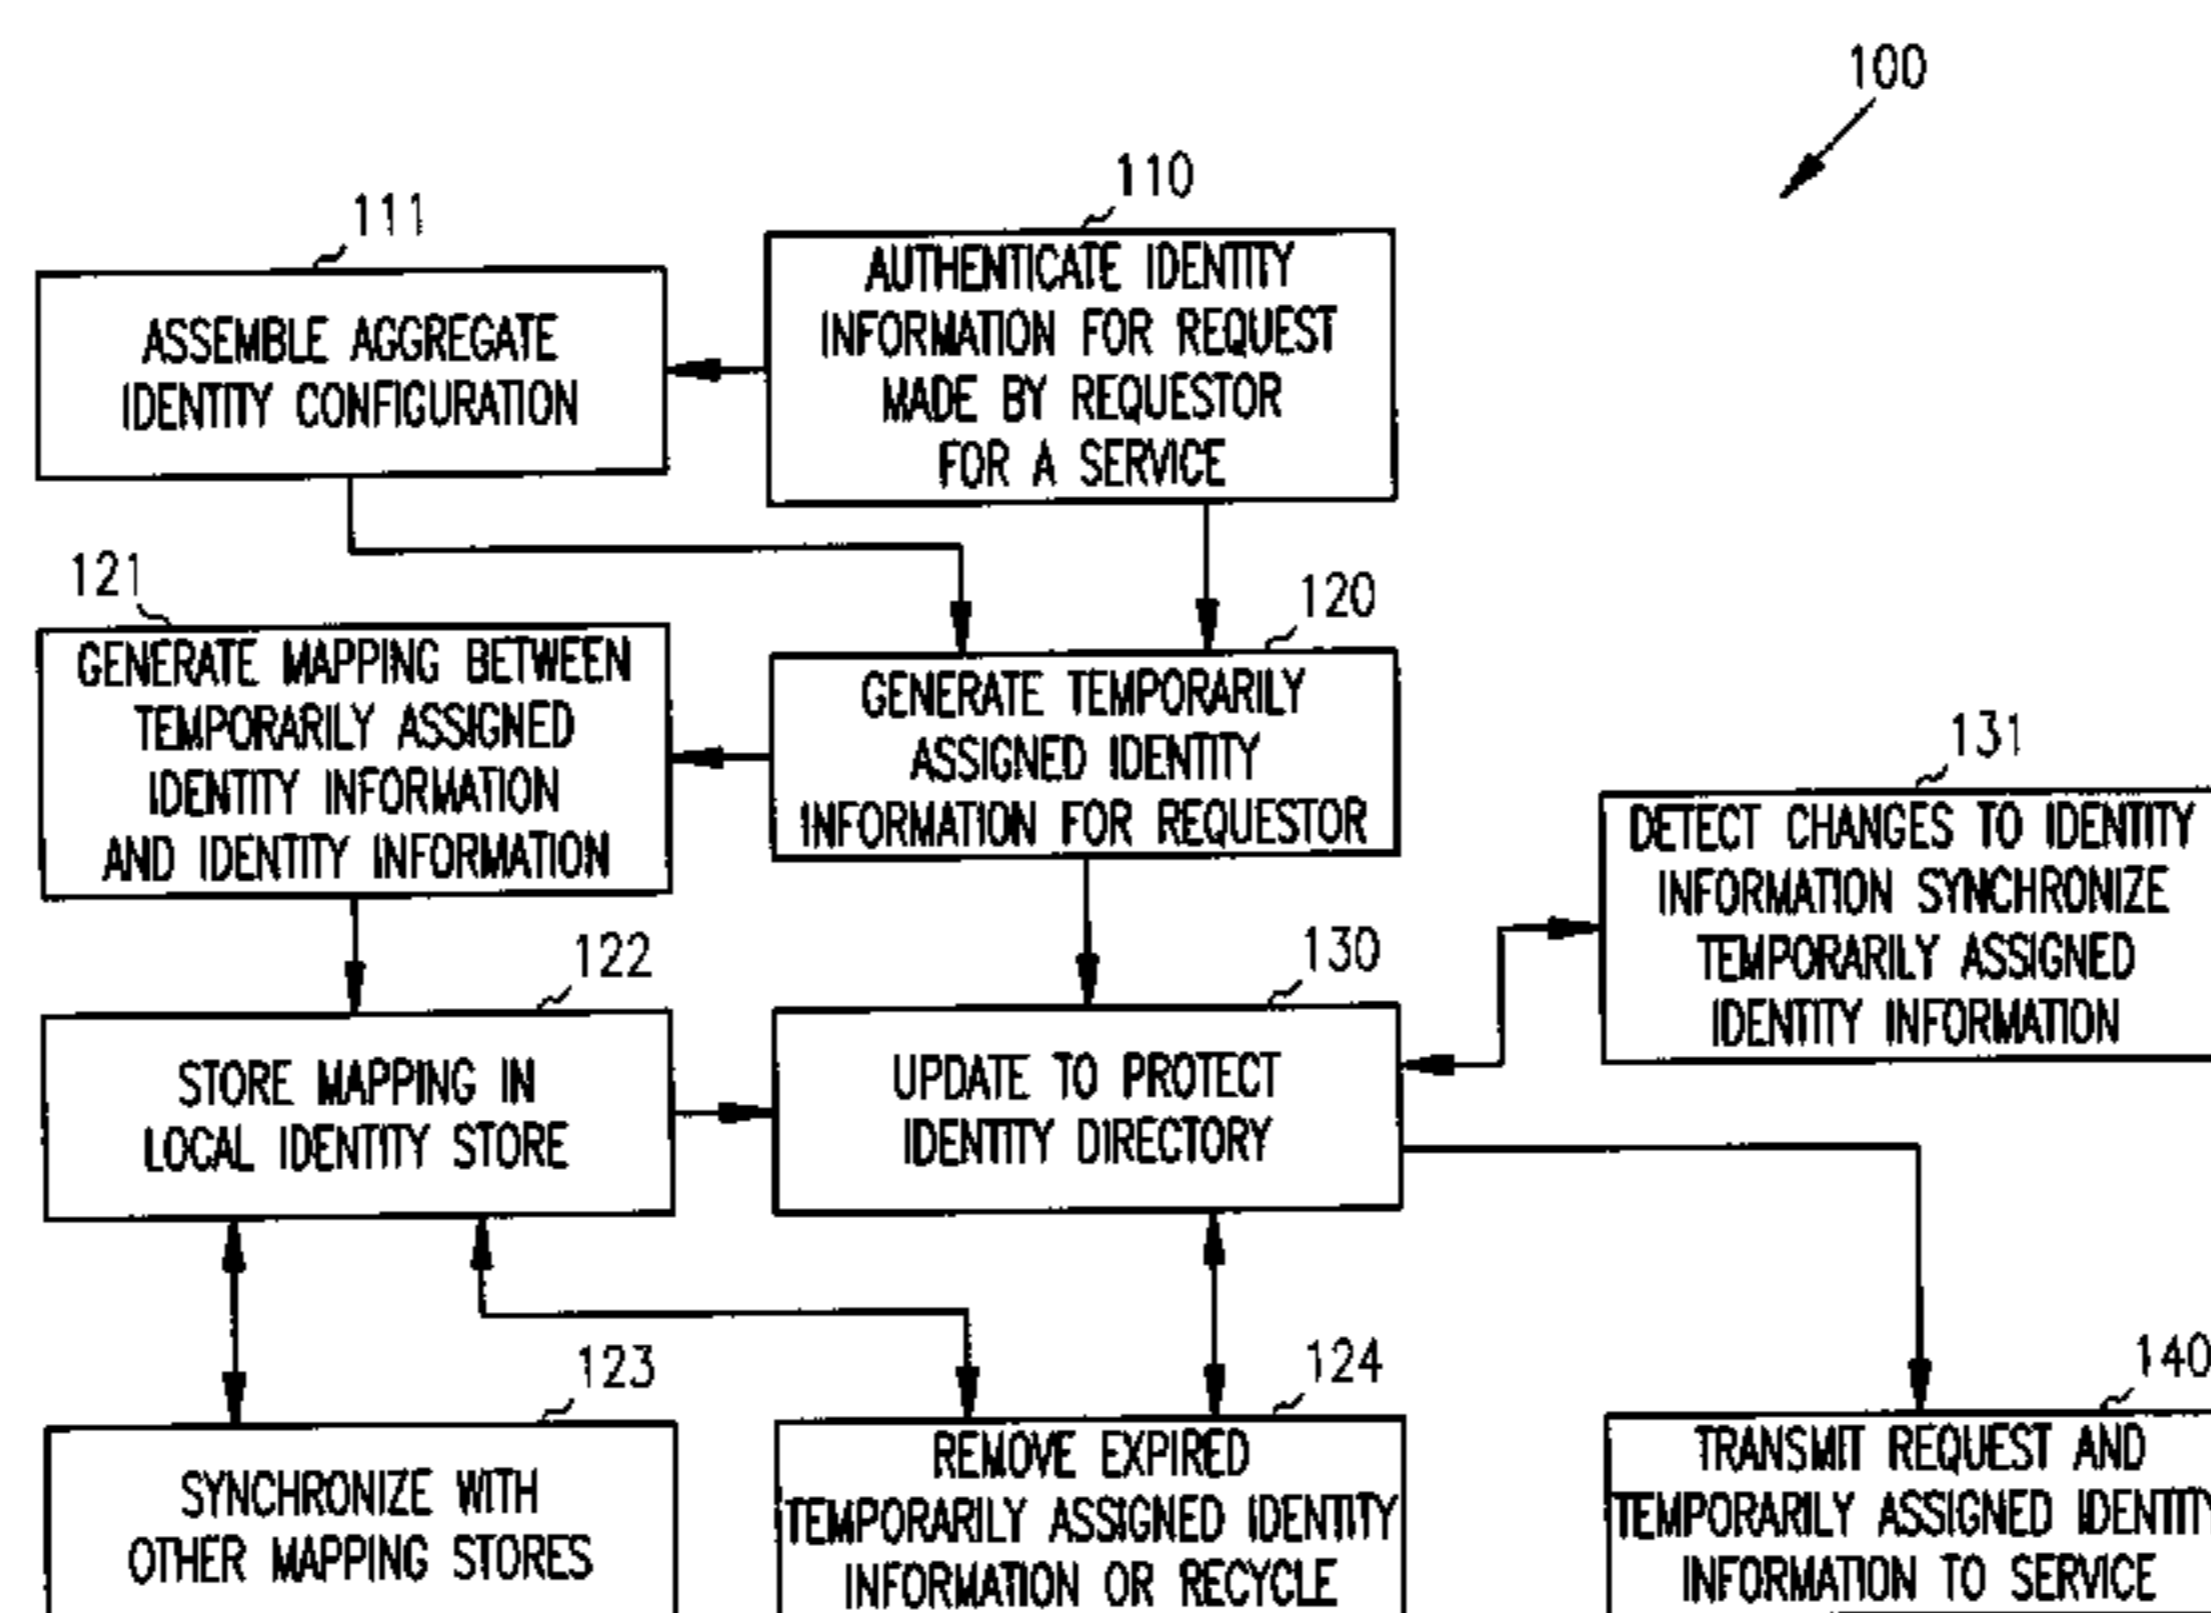 100
110
AUTHENTICATE IDENTITY
INFORMATION FOR REQUEST
MADE BY REQUESTOR
FOR A SERVICE
111
ASSEMBLE AGGREGATE
IDENTITY CONFIGURATION
120
GENERATE TEMPORARILY
ASSIGNED IDENTITY
INFORMATION FOR REQUESTOR
121
GENERATE MAPPING BETWEEN
TEMPORARILY ASSIGNED
IDENTITY INFORMATION
AND IDENTITY INFORMATION
131
DETECT CHANGES TO IDENTITY
INFORMATION SYNCHRONIZE
TEMPORARILY ASSIGNED
IDENTITY INFORMATION
122
STORE MAPPING IN
LOCAL IDENTITY STORE
130
UPDATE TO PROTECT
IDENTITY DIRECTORY
123
SYNCHRONIZE WITH
OTHER MAPPING STORES
124
REMOVE EXPIRED
TEMPORARILY ASSIGNED IDENTITY
INFORMATION OR RECYCLE
140
TRANSMIT REQUEST AND
TEMPORARILY ASSIGNED IDENTITY
INFORMATION TO SERVICE